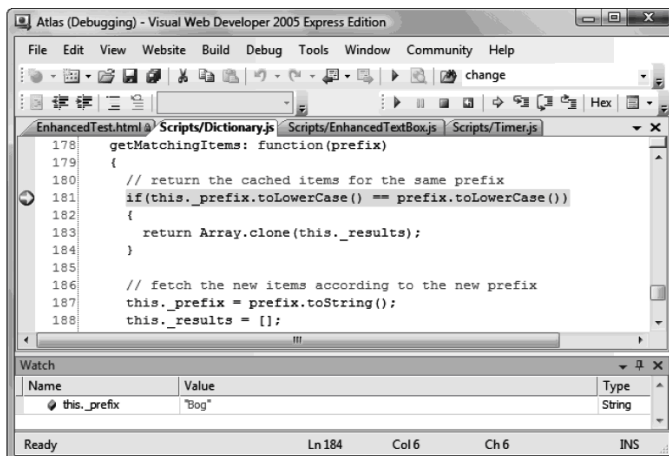 Atlas (Debugging) - Visual Web Developer 2005 Express Edition
File Edit View Website Build Debug Tools Window Community Help
change
Hex
EnhancedTest.html Scripts/Dictionary.js Scripts/EnhancedTextBox.js Scripts/Timer.js
178 getMatchingItems: function(prefix)
179 {
180 // return the cached items for the same prefix
181 if(this._prefix.toLowerCase() == prefix.toLowerCase())
182 {
183 return Array.clone(this._results);
184 }
185
186 // fetch the new items according to the new prefix
187 this._prefix = prefix.toString();
188 this._results = [];
Watch
Name Value Type
this._prefix "Bog" String
Ready Ln 184 Col 6 Ch 6 INS